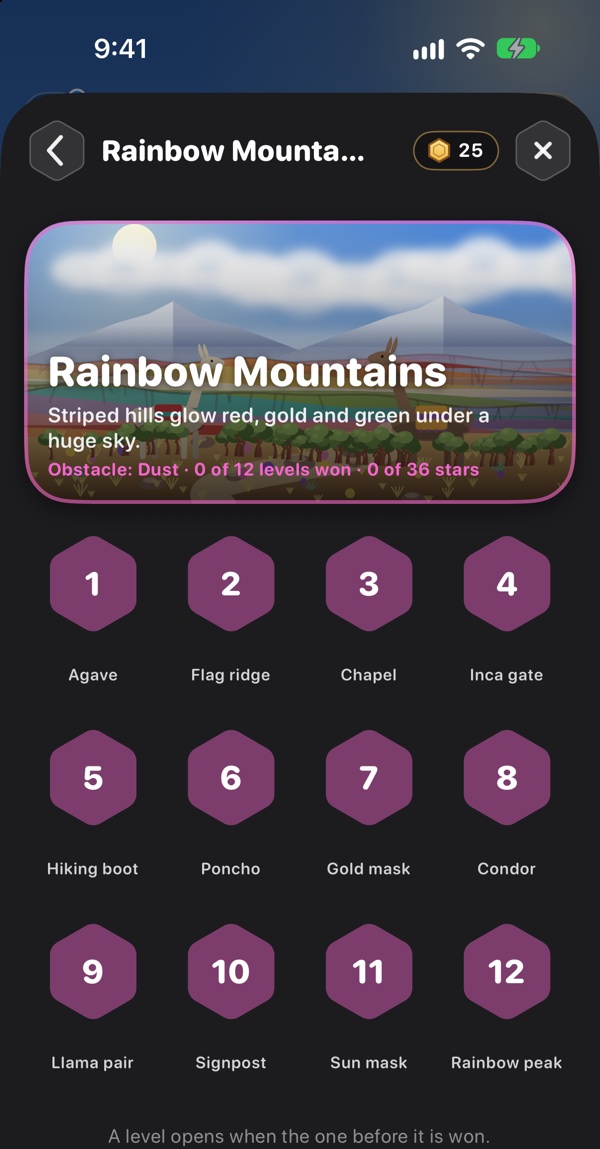 9:41
Rainbow Mounta...
25
Rainbow Mountains
Striped hills glow red, gold and green under a
huge sky.
Obstacle: Dust · 0 of 12 levels won · 0 of 36 stars
1
2
3
4
Agave
Flag ridge
Chapel
Inca gate
5
6
7
8
Hiking boot
Poncho
Gold mask
Condor
9
10
11
12
Llama pair
Signpost
Sun mask
Rainbow peak
A level opens when the one before it is won.